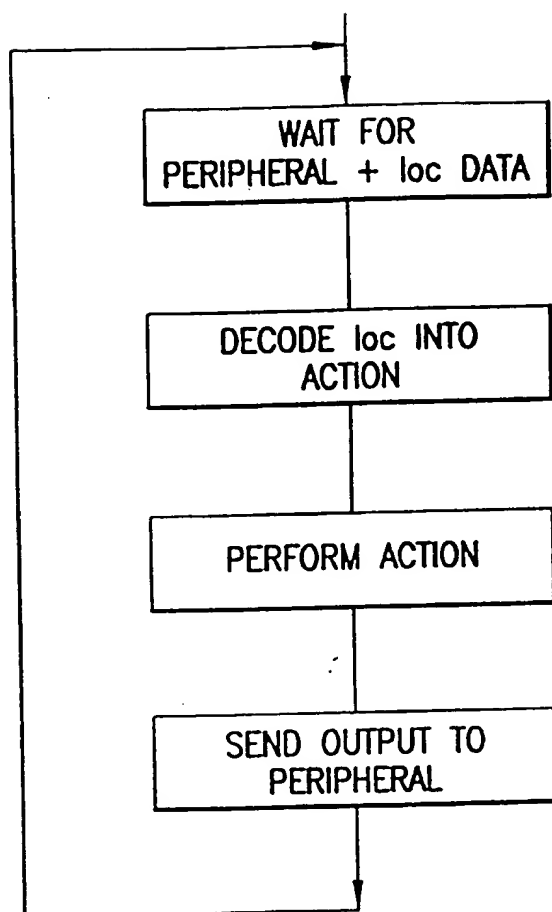 WAIT FOR
PERIPHERAL + loc DATA
DECODE loc INTO
ACTION
PERFORM ACTION
SEND OUTPUT TO
PERIPHERAL